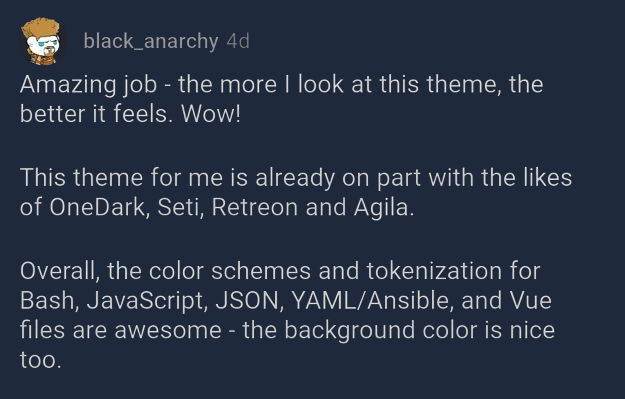 black_anarchy 4d
Amazing job - the more I look at this theme, the
better it feels. Wow!
This theme for me is already on part with the likes
of OneDark, Seti, Retreon and Agila.
Overall, the color schemes and tokenization for
Bash, JavaScript, JSON, YAML/Ansible, and Vue
files are awesome - the background color is nice
too.